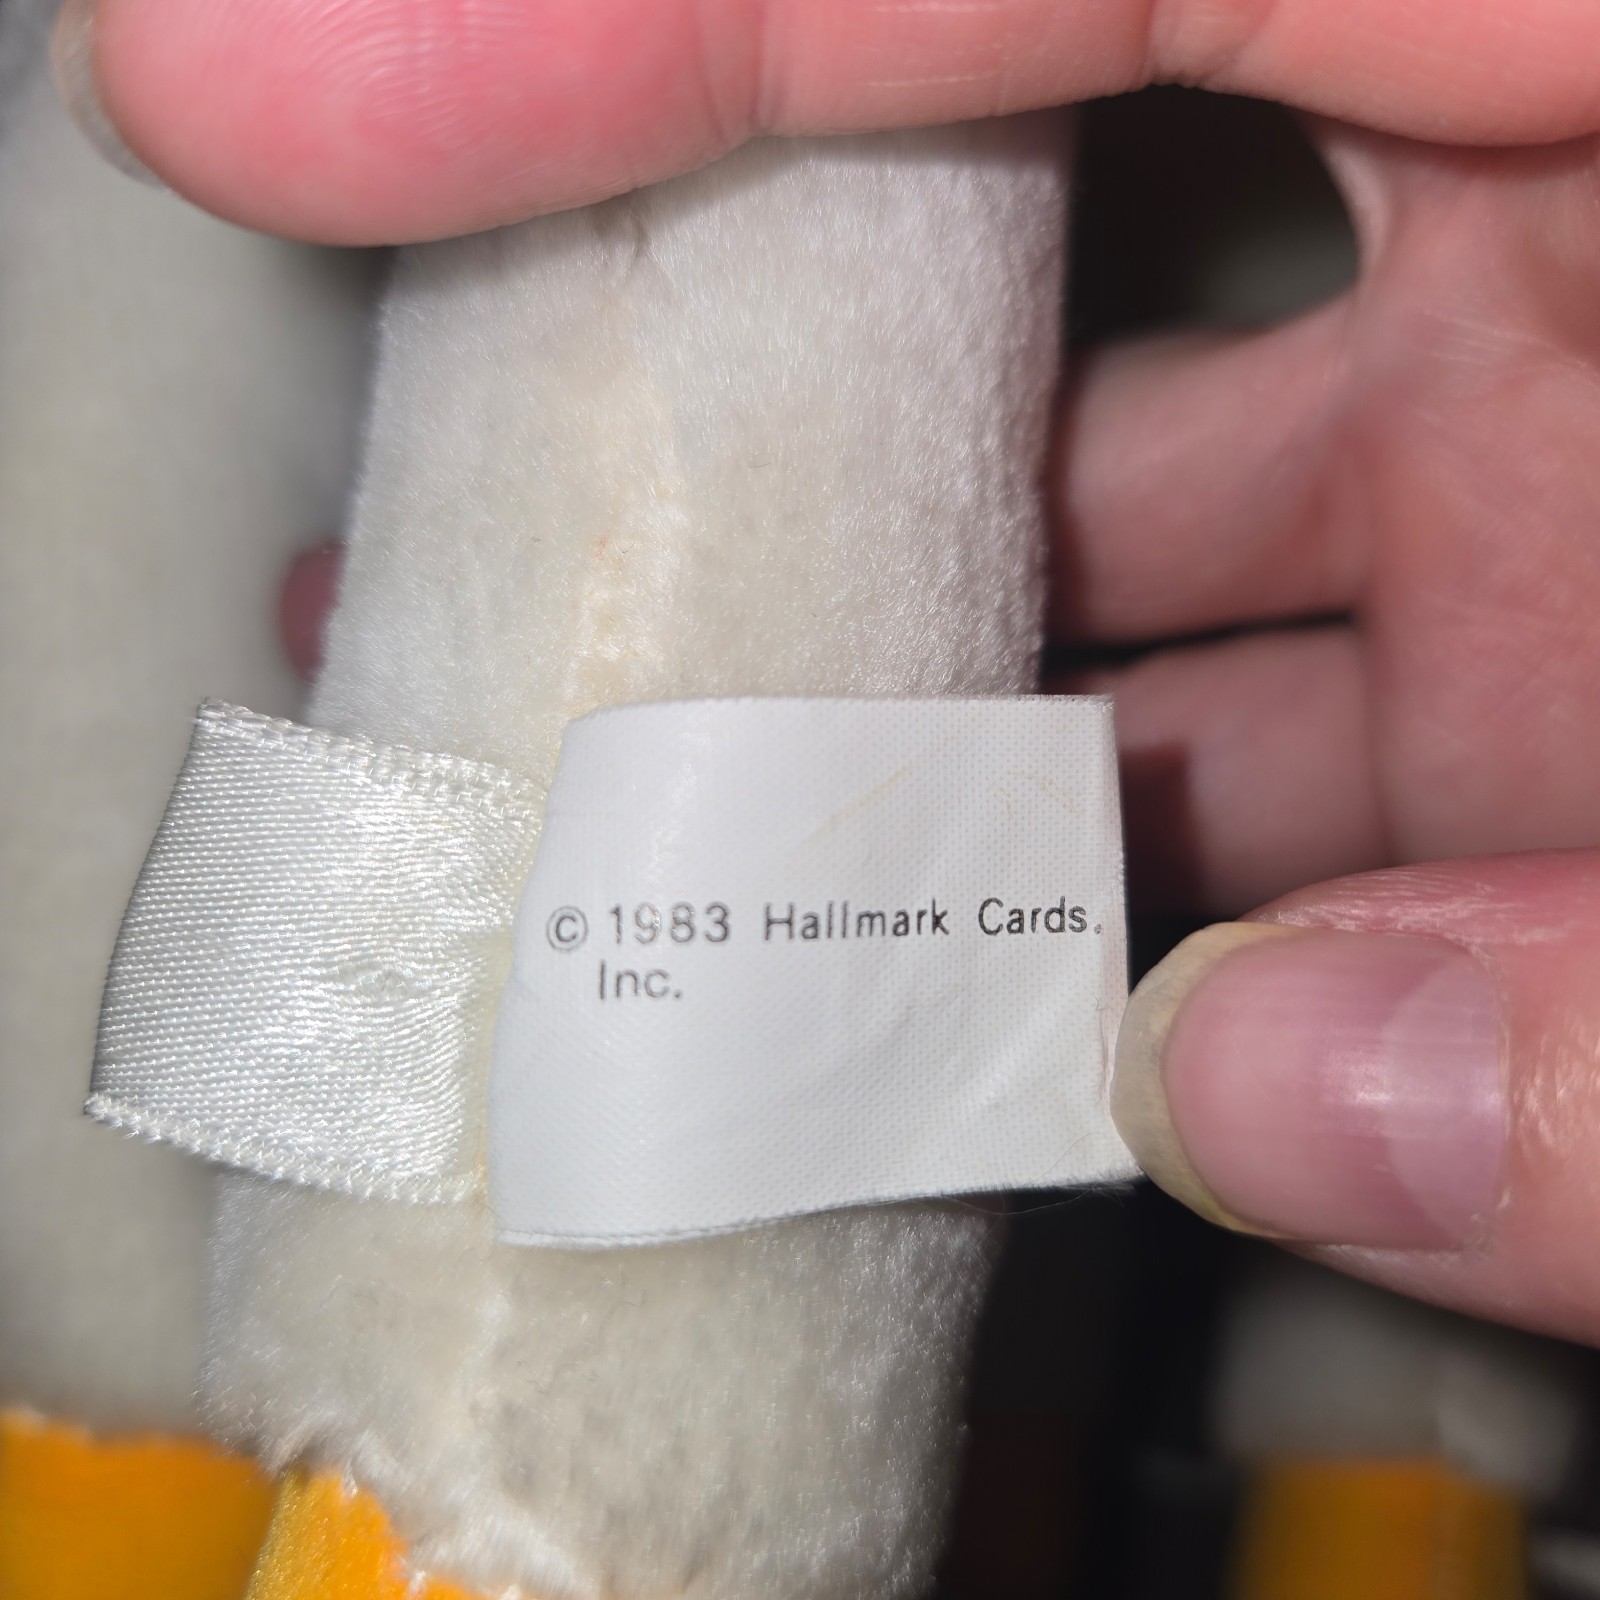 © 1983 Hallmark Cards,
Inc.